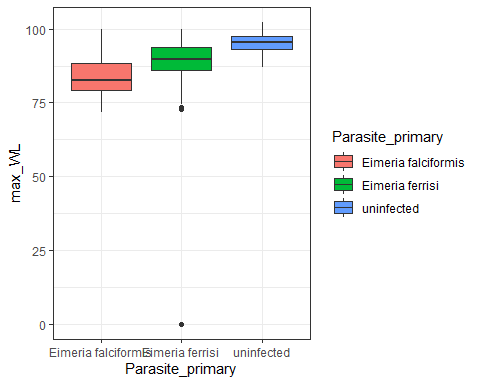 100
75
50
25
0
max_WL
Eimeria falciformis Eimeria ferrisi uninfected
Parasite_primary
Parasite_primary
Eimeria falciformis
Eimeria ferrisi
uninfected